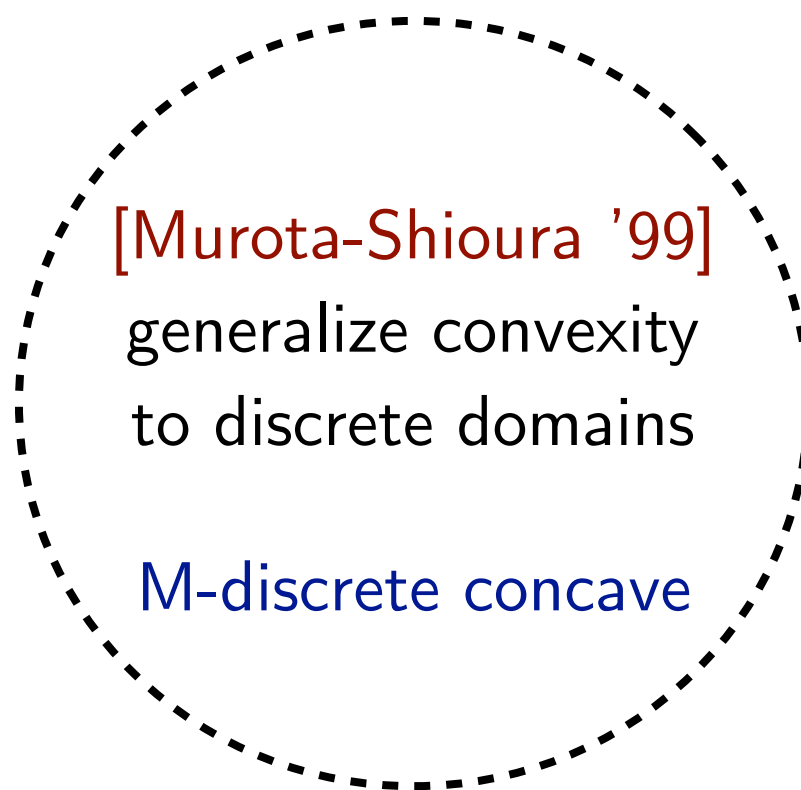 [Murota-Shioura ’99]
generalize convexity
to discrete domains
M-discrete concave